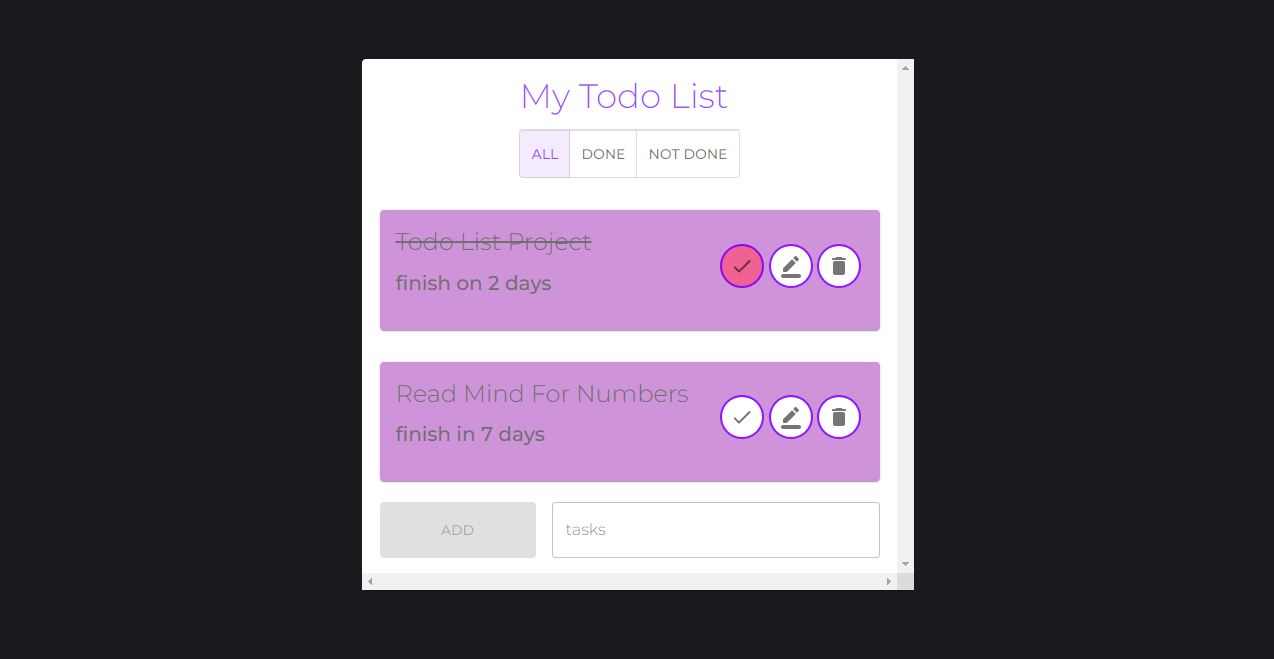 My Todo List
ALL DONE NOT DONE
Todo List Project
finish on 2 days
Read Mind For Numbers
finish in 7 days
ADD tasks